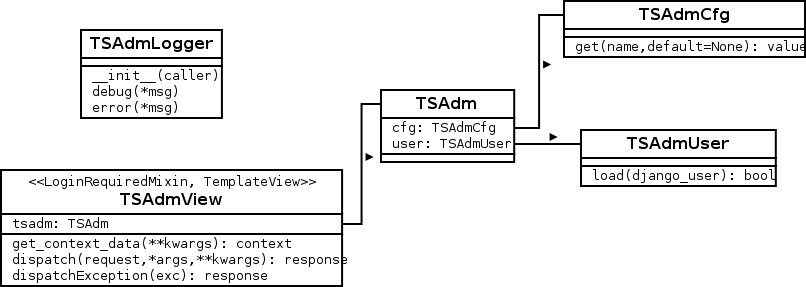 TSAdmLogger
__init__(caller)
debug(*msg)
error(*msg)
TSAdmCfg
get(name,default=None): value
TSAdm
cfg: TSAdmCfg
user: TSAdmUser
TSAdmUser
load(django_user): bool
<<LoginRequiredMixin, TemplateView>>
TSAdmView
tsadm: TSAdm
get_context_data(**kwargs): context
dispatch(request,*args,**kwargs): response
dispatchException(exc): response